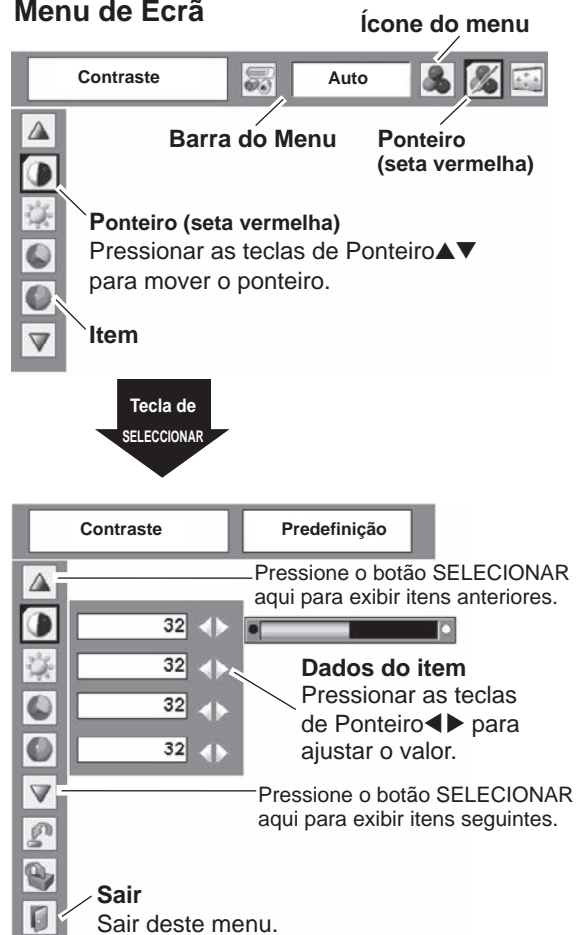 Menu de Ecrã
Ícone do menu
Contraste
Auto
Barra do Menu
Ponteiro
(seta vermelha)
Ponteiro (seta vermelha)
Pressionar as teclas de Ponteiro▲▼
para mover o ponteiro.
Item
Tecla de
SELECCIONAR
Contraste
Predefinição
Pressione o botão SELECIONAR
aqui para exibir itens anteriores.
32
32
32
32
Dados do item
Pressionar as teclas
de Ponteiro◀▶ para
ajustar o valor.
Pressione o botão SELECIONAR
aqui para exibir itens seguintes.
Sair
Sair deste menu.